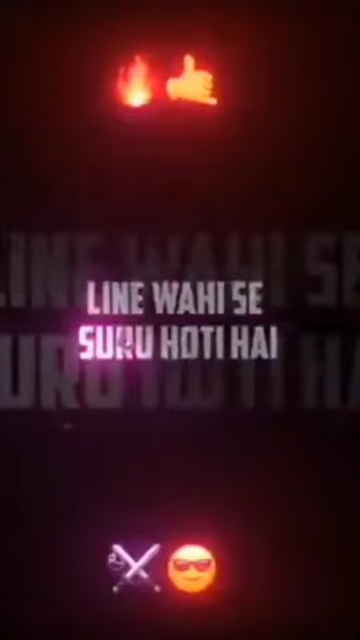 🔥🤙
LINE WAHI SE
SURU HOTI HAI
⚔️😎